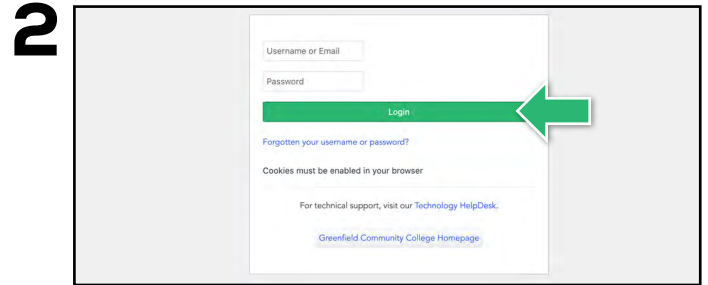 2
Username or Email
Password
Login
Forgotten your username or password?
Cookies must be enabled in your browser
For technical support, visit our Technology HelpDesk.
Greenfield Community College Homepage